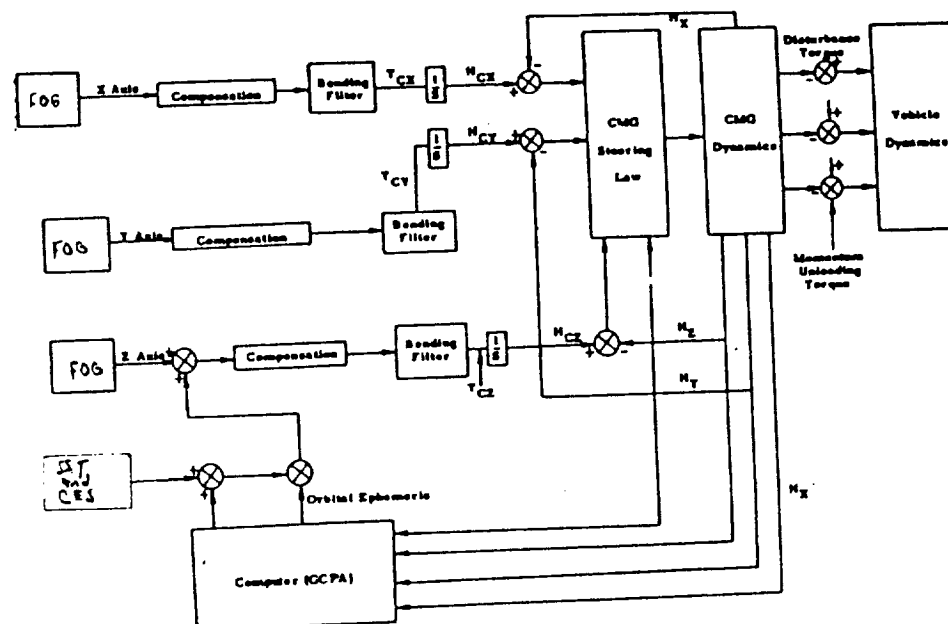 H_X
Disturbance
Torque
FOG
X Axis
Compensation
Bending
Filter
T_CX
1/S
H_CX
-
+
CMG
Steering
Law
CMG
Dynamics
-
+
Vehicle
Dynamics
1/S
H_CY
+
-
-
+
T_CY
-
+
FOG
Y Axis
Compensation
Bending
Filter
Momentum
Unloading
Torque
FOG
Z Axis
+
+
Compensation
Bending
Filter
1/S
T_CZ
H_CZ
+
-
H_Z
H_Y
SST
and
CES
+
+
Orbital Ephemeris
H_X
Computer (GCPA)